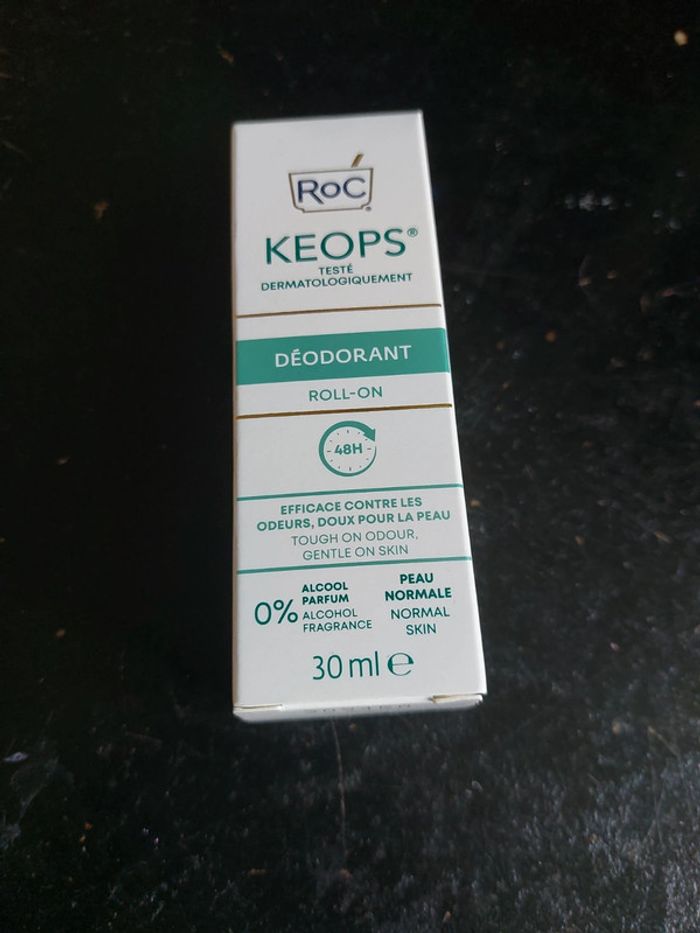 RoC®
KEOPS®
TESTÉ
DERMATOLOGIQUEMENT
DÉODORANT
ROLL-ON
48H
EFFICACE CONTRE LES
ODEURS, DOUX POUR LA PEAU
TOUGH ON ODOUR,
GENTLE ON SKIN
0%
ALCOOL
PARFUM
ALCOHOL
FRAGRANCE
PEAU
NORMALE
NORMAL
SKIN
30 ml ℮